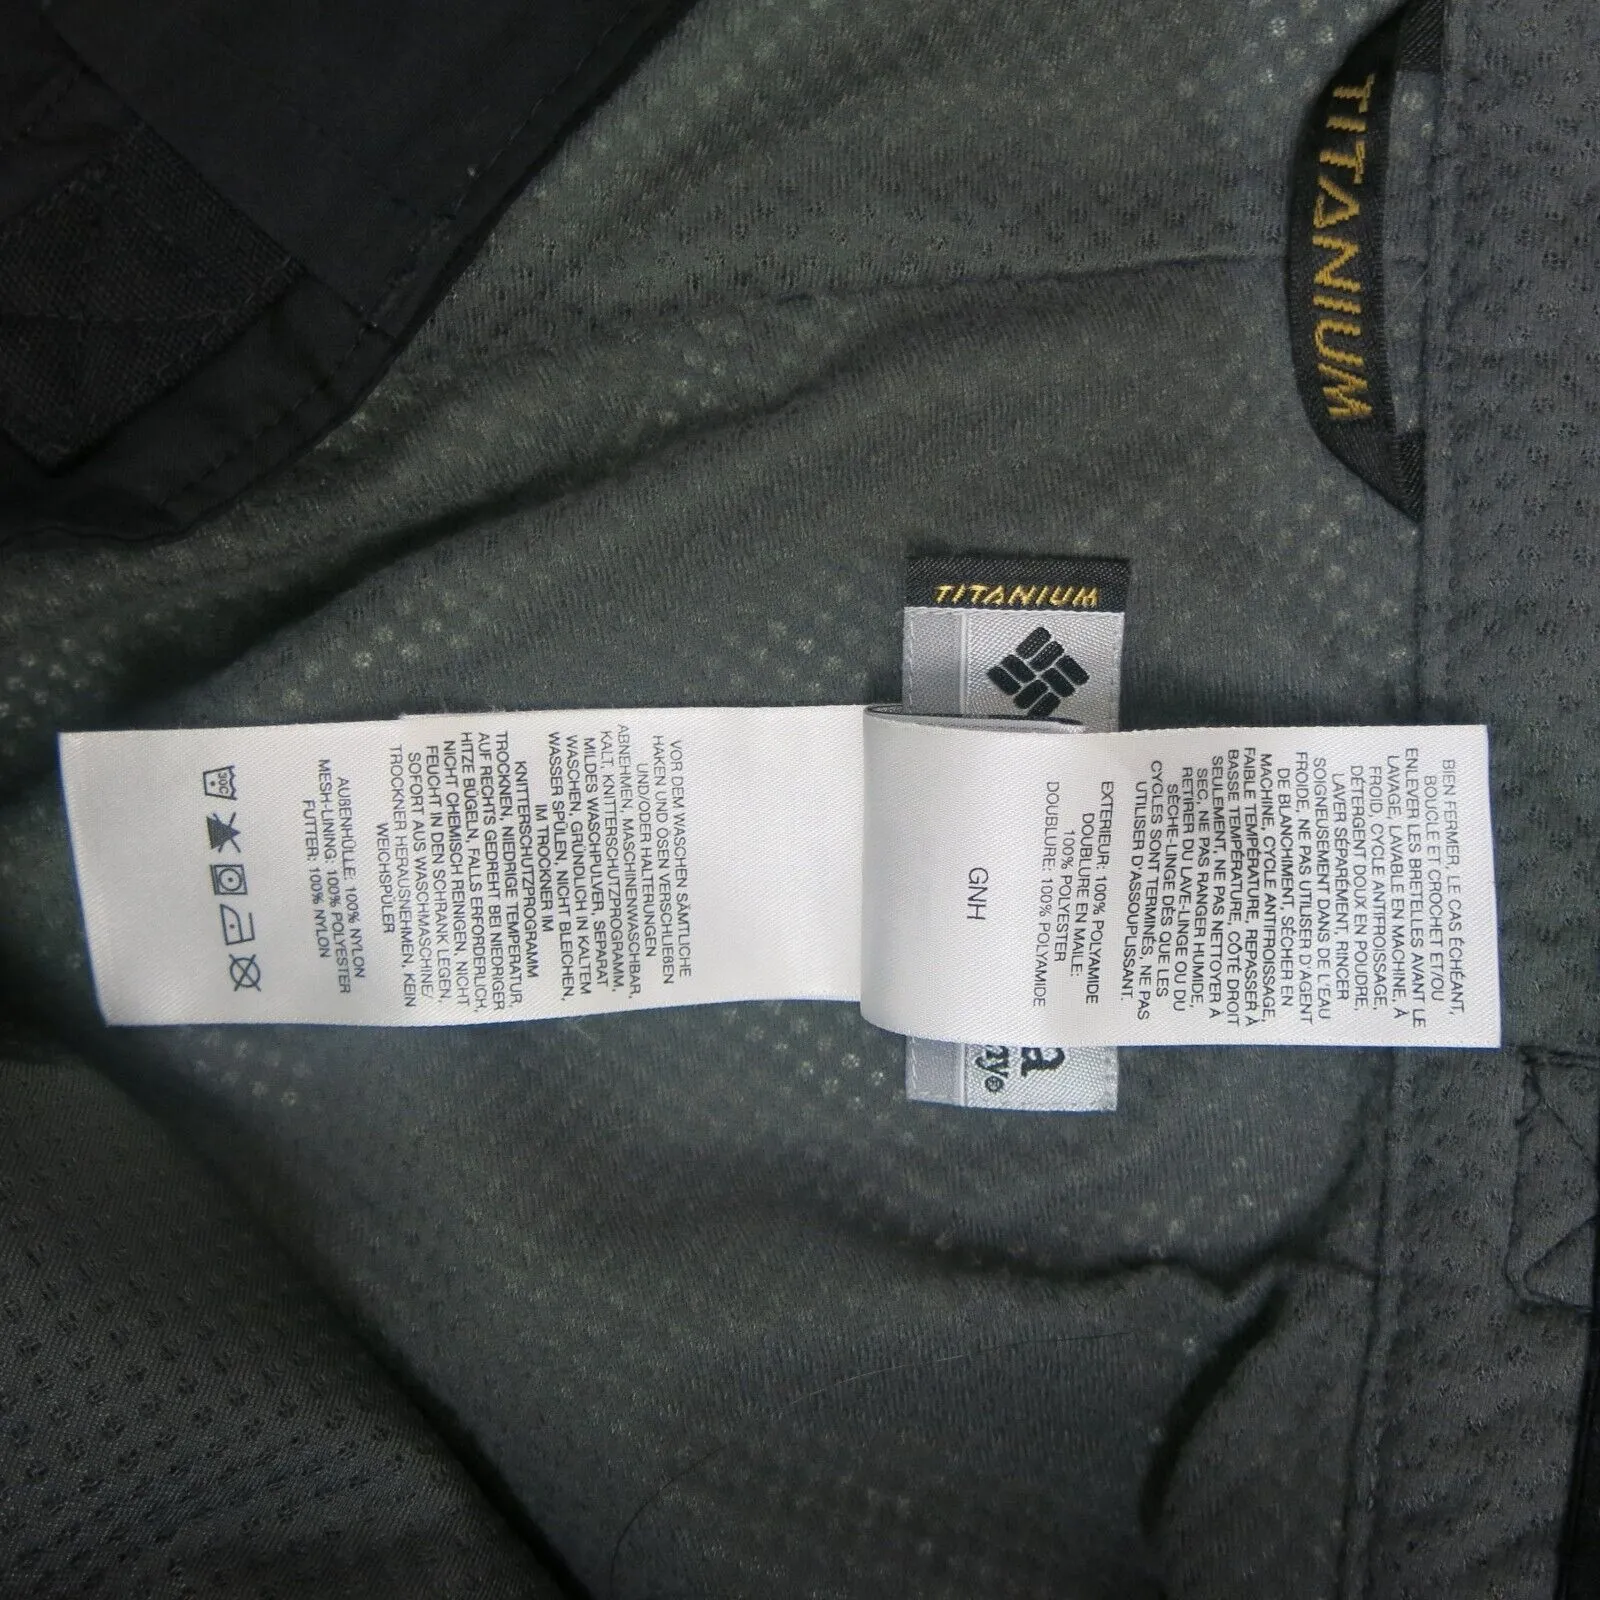 TITANIUM
TITANIUM
BIEN FERMER, LE CAS ÉCHÉANT,
BOUCLE ET CROCHET ET/OU
ENLEVER LES BRETELLES AVANT LE
LAVAGE, LAVABLE EN MACHINE, À
FROID, CYCLE ANTIFROISSAGE,
DÉTERGENT DOUX EN POUDRE,
LAVER SÉPARÉMENT, RINCER
SOIGNEUSEMENT DANS DE L'EAU
FROIDE, NE PAS UTILISER D'AGENT
DE BLANCHIMENT, SÉCHER EN
MACHINE, CYCLE ANTIFROISSAGE,
FAIBLE TEMPÉRATURE, REPASSER À
BASSE TEMPÉRATURE, CÔTÉ DROIT
SEULEMENT, NE PAS NETTOYER À
SEC, NE PAS RANGER HUMIDE,
RETIRER DU LAVE-LINGE OU DU
SÈCHE-LINGE DÈS QUE LES
CYCLES SONT TERMINÉS, NE PAS
UTILISER D'ASSOUPLISSANT.
EXTERIEUR: 100% POLYAMIDE
DOUBLURE EN MAILE:
100% POLYESTER
DOUBLURE: 100% POLYAMIDE
GNH
VOR DEM WASCHEN SÄMTLICHE
HAKEN UND ÖSEN VERSCHLIEßEN
UND/ODER HALTERUNGEN
ABNEHMEN, MASCHINENWASCHBAR,
KALT, KNITTERSCHUTZPROGRAMM,
MILDES WASCHPULVER, SEPARAT
WASCHEN, GRÜNDLICH IN KALTEM
WASSER SPÜLEN, NICHT BLEICHEN,
IM TROCKNER IM
KNITTERSCHUTZPROGRAMM
TROCKNEN, NIEDRIGE TEMPERATUR,
AUF RECHTS GEDREHT BEI NIEDRIGER
HITZE BÜGELN, FALLS ERFORDERLICH,
NICHT CHEMISCH REINIGEN, NICHT
FEUCHT IN DEN SCHRANK LEGEN,
SOFORT AUS WASCHMASCHINE/
TROCKNER HERAUSNEHMEN, KEIN
WEICHSPÜLER
AUßENHÜLLE: 100% NYLON
MESH-LINING: 100% POLYESTER
FUTTER: 100% NYLON
30C